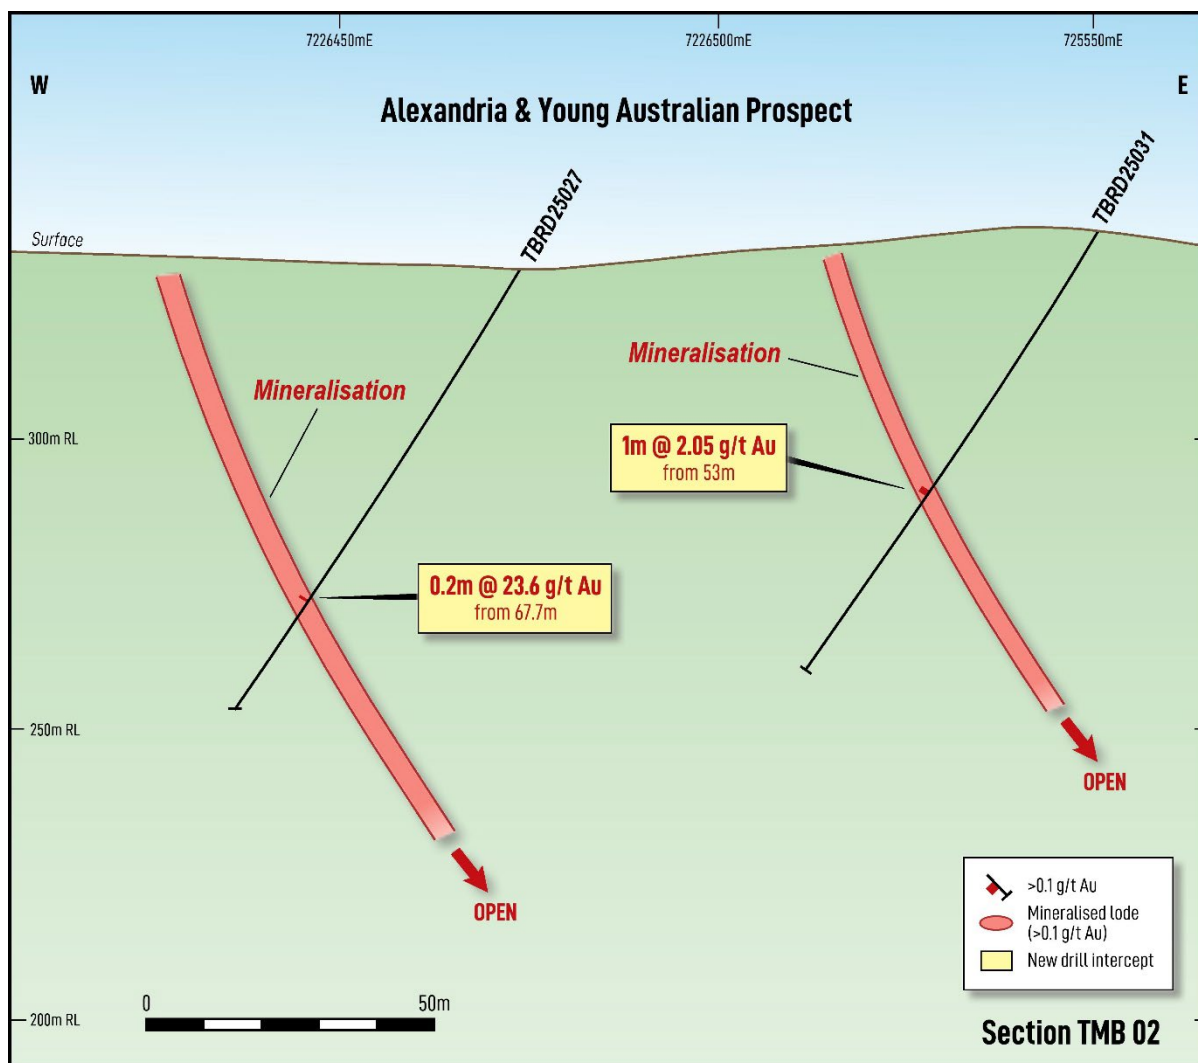 7226450mE
7226500mE
725550mE
W
E
Alexandria & Young Australian Prospect
TBRD25027
TBRD25031
Surface
Mineralisation
Mineralisation
300m RL
1m @ 2.05 g/t Au
from 53m
0.2m @ 23.6 g/t Au
from 67.7m
250m RL
OPEN
OPEN
>0.1 g/t Au
Mineralised lode
(>0.1 g/t Au)
New drill intercept
0
50m
200m RL
Section TMB 02